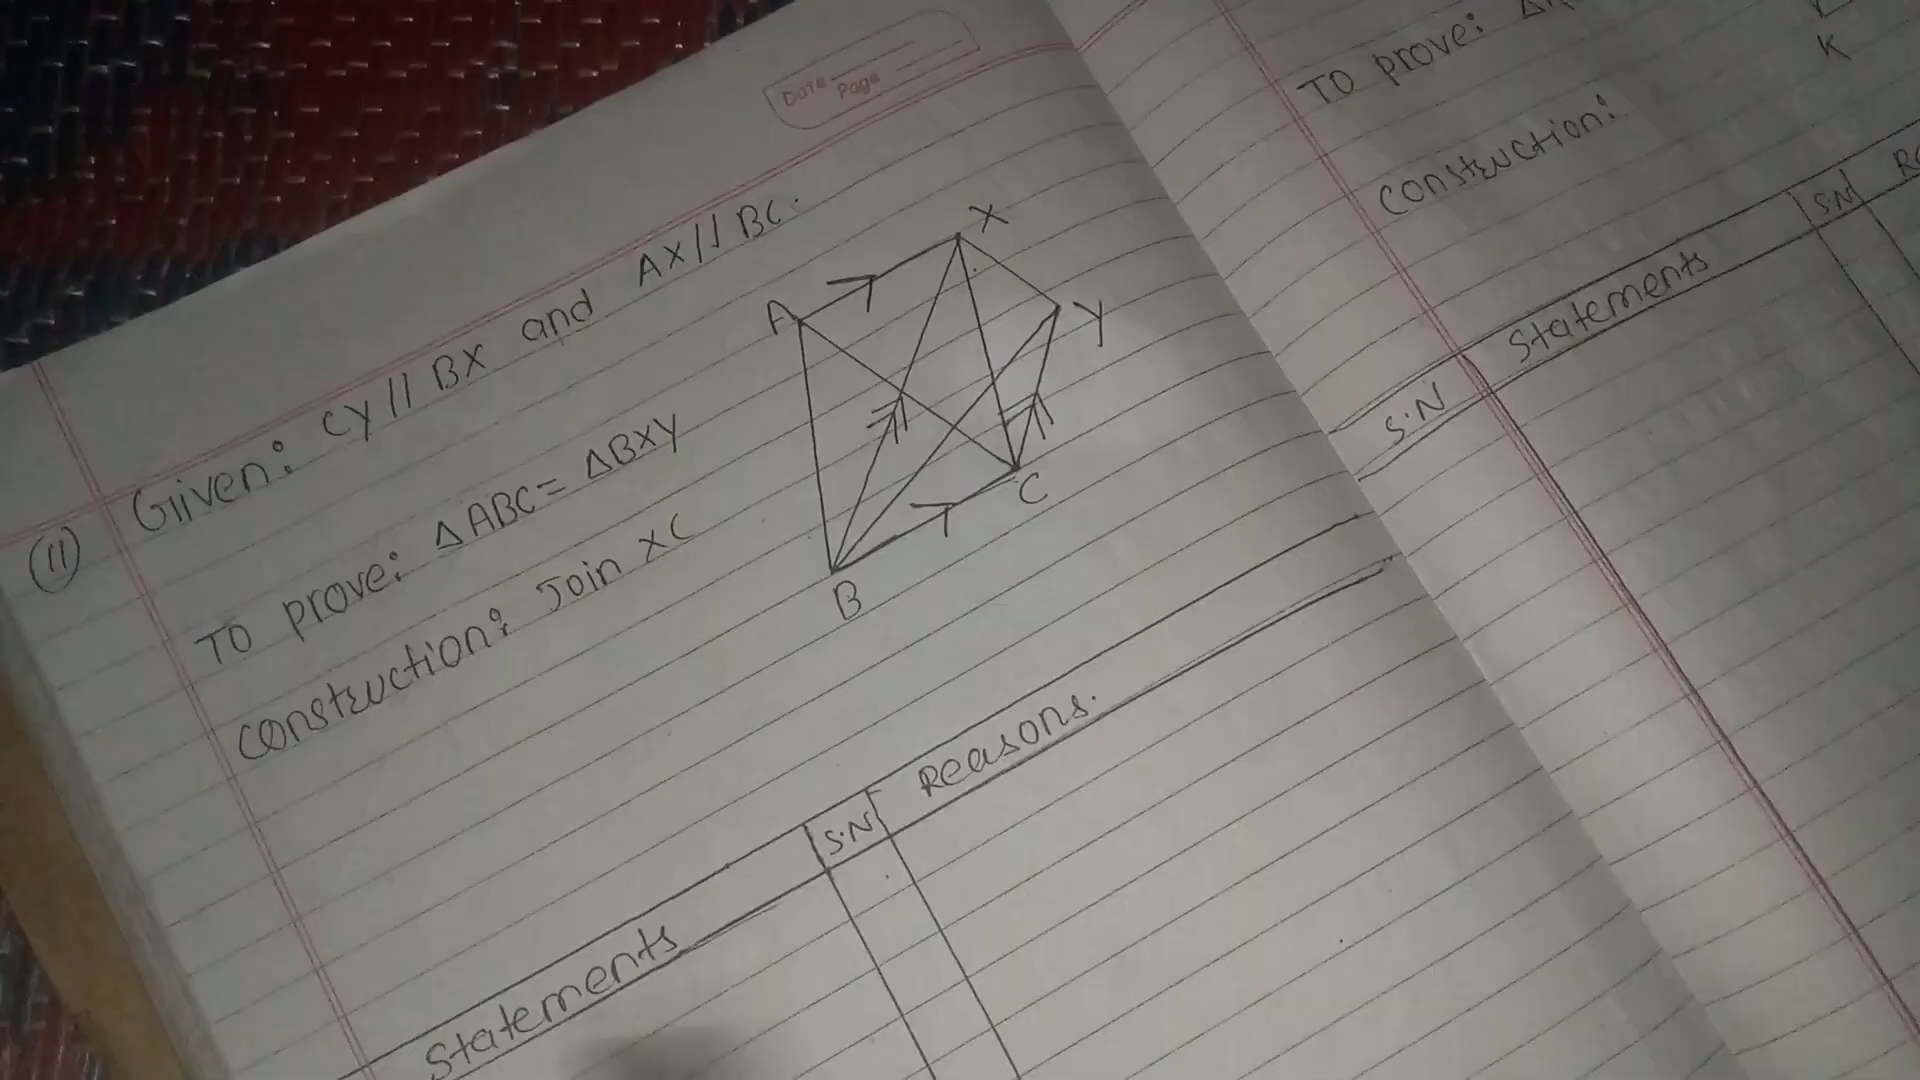 Date
Page
(11) Given: CY // BX and AX // BC.
To prove: ΔABC = ΔBXY
Construction: Join XC
A
X
Y
B
C
Statements S.N Reasons.
K
To prove:
Construction:
S.N Statements S.N